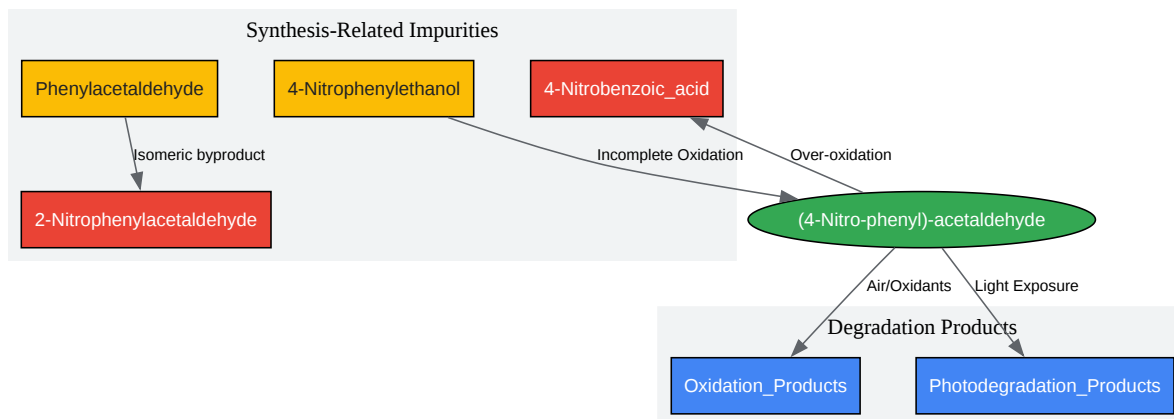 Synthesis-Related Impurities
Phenylacetaldehyde
4-Nitrophenylethanol
4-Nitrobenzoic_acid
Isomeric byproduct
Incomplete Oxidation
Over-oxidation
2-Nitrophenylacetaldehyde
(4-Nitro-phenyl)-acetaldehyde
Air/Oxidants
Light Exposure
Degradation Products
Oxidation_Products
Photodegradation_Products